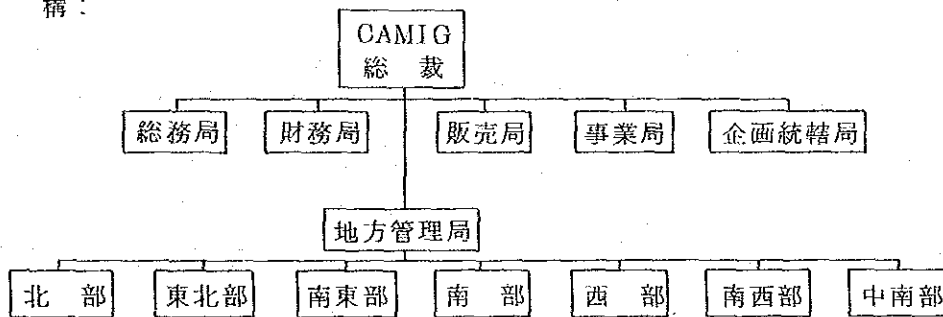 構：
CAMIG
総裁
総務局 財務局 販売局 事業局 企画統轄局
地方管理局
北部 東北部 南東部 南部 西部 南西部 中南部